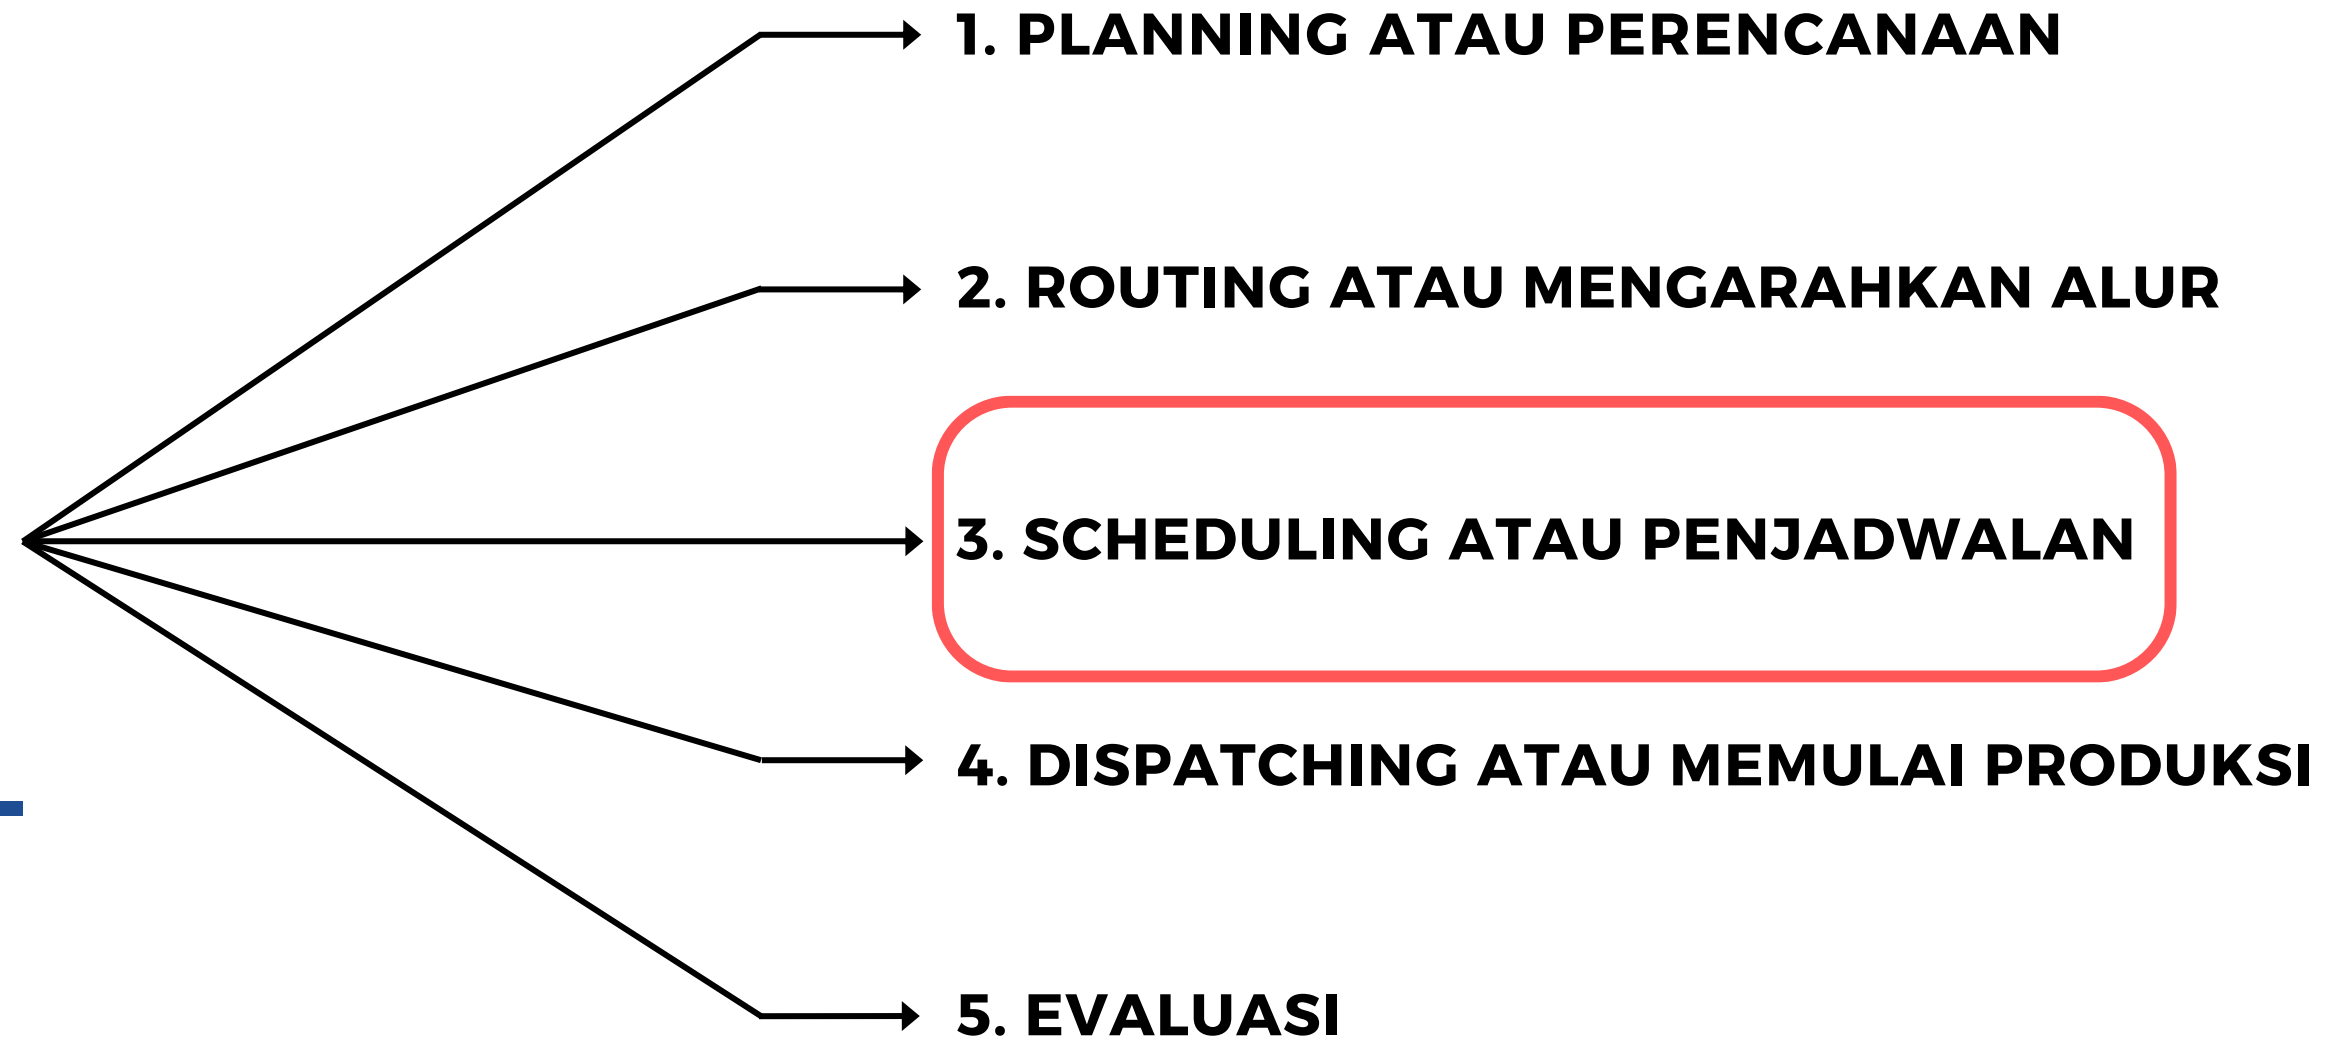 1. PLANNING ATAU PERENCANAAN
2. ROUTING ATAU MENGARAHKAN ALUR
3. SCHEDULING ATAU PENJADWALAN
4. DISPATCHING ATAU MEMULAI PRODUKSI
5. EVALUASI